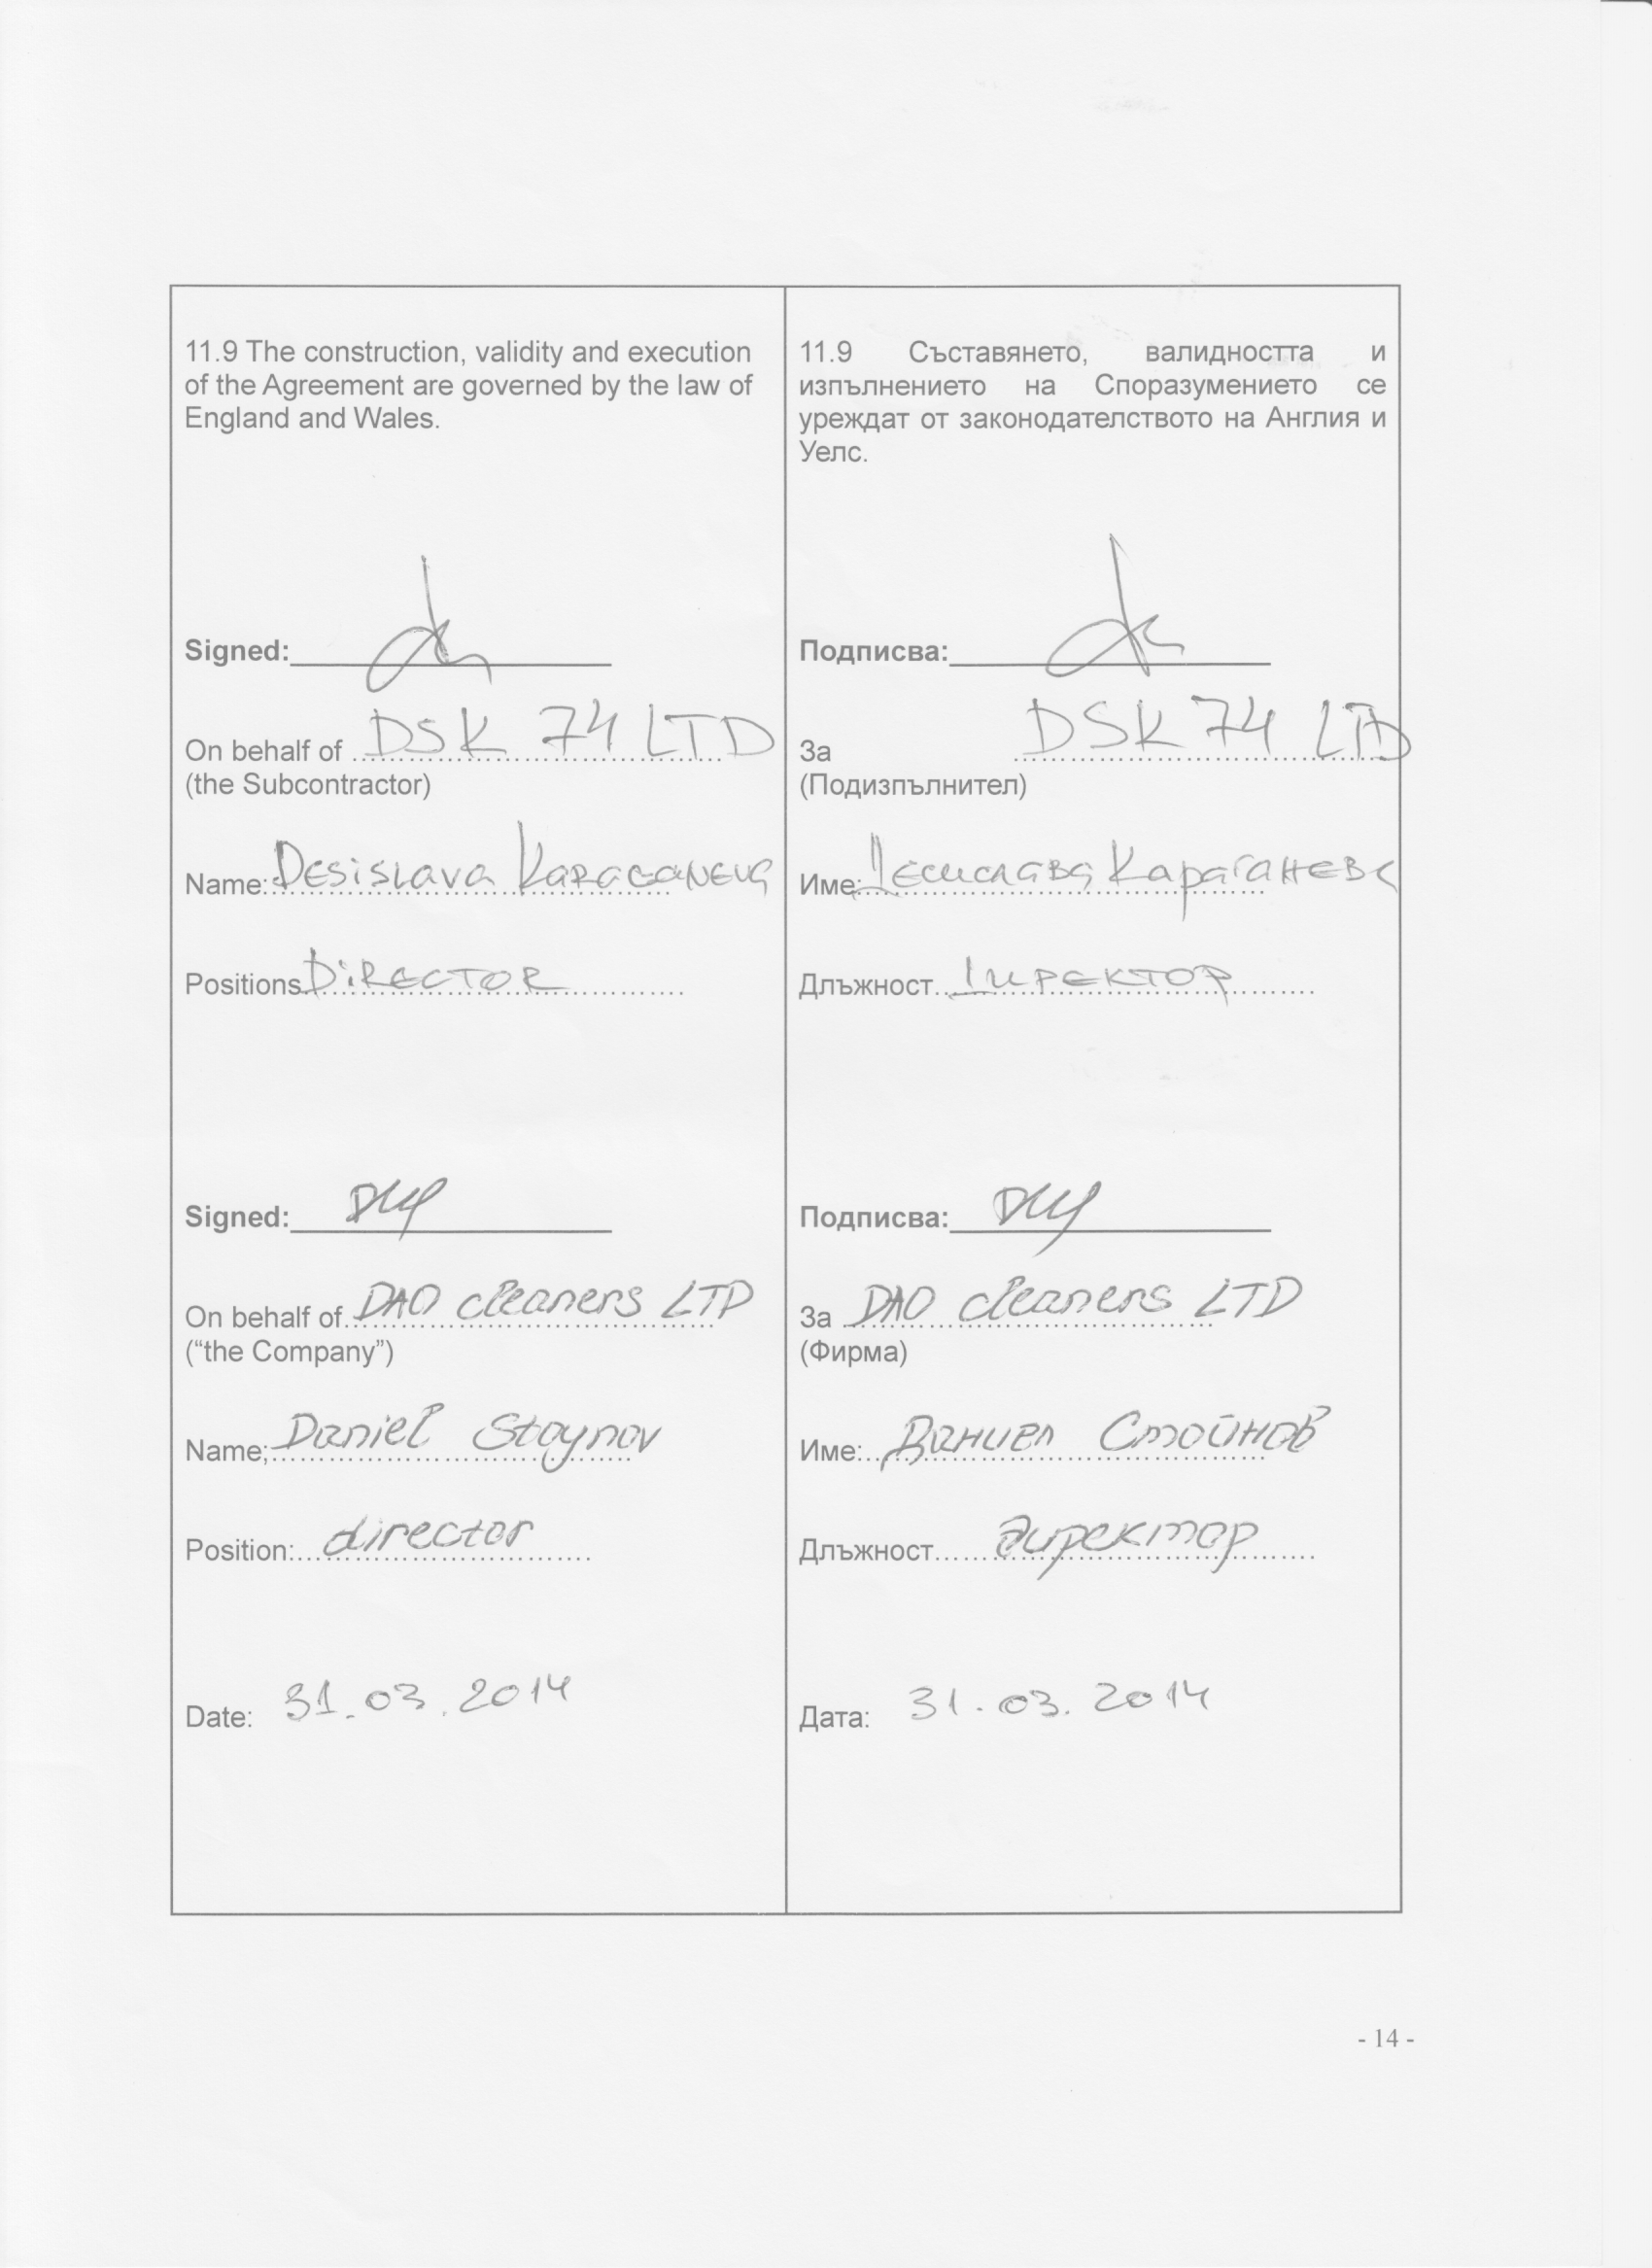 11.9 The construction, validity and execution
of the Agreement are governed by the law of
England and Wales.
Signed:
On behalf of DSK 74 LTD
(the Subcontractor)
Name: Desislava Karaganeva
Positions Director
Signed:
On behalf of DAO cleaners LTD
(“the Company”)
Name; Daniel Stoynov
Position: director
Date: 31.03.2014
11.9 Съставянето, валидността и
изпълнението на Споразумението се
уреждат от законодателството на Англия и
Уелс.
Подписва:
За DSK 74 LTD
(Подизпълнител)
Име: Десислава Караганева
Длъжност Директор
Подписва:
За DAO cleaners LTD
(Фирма)
Име: Даниел Стойнов
Длъжност директор
Дата: 31.03.2014
- 14 -